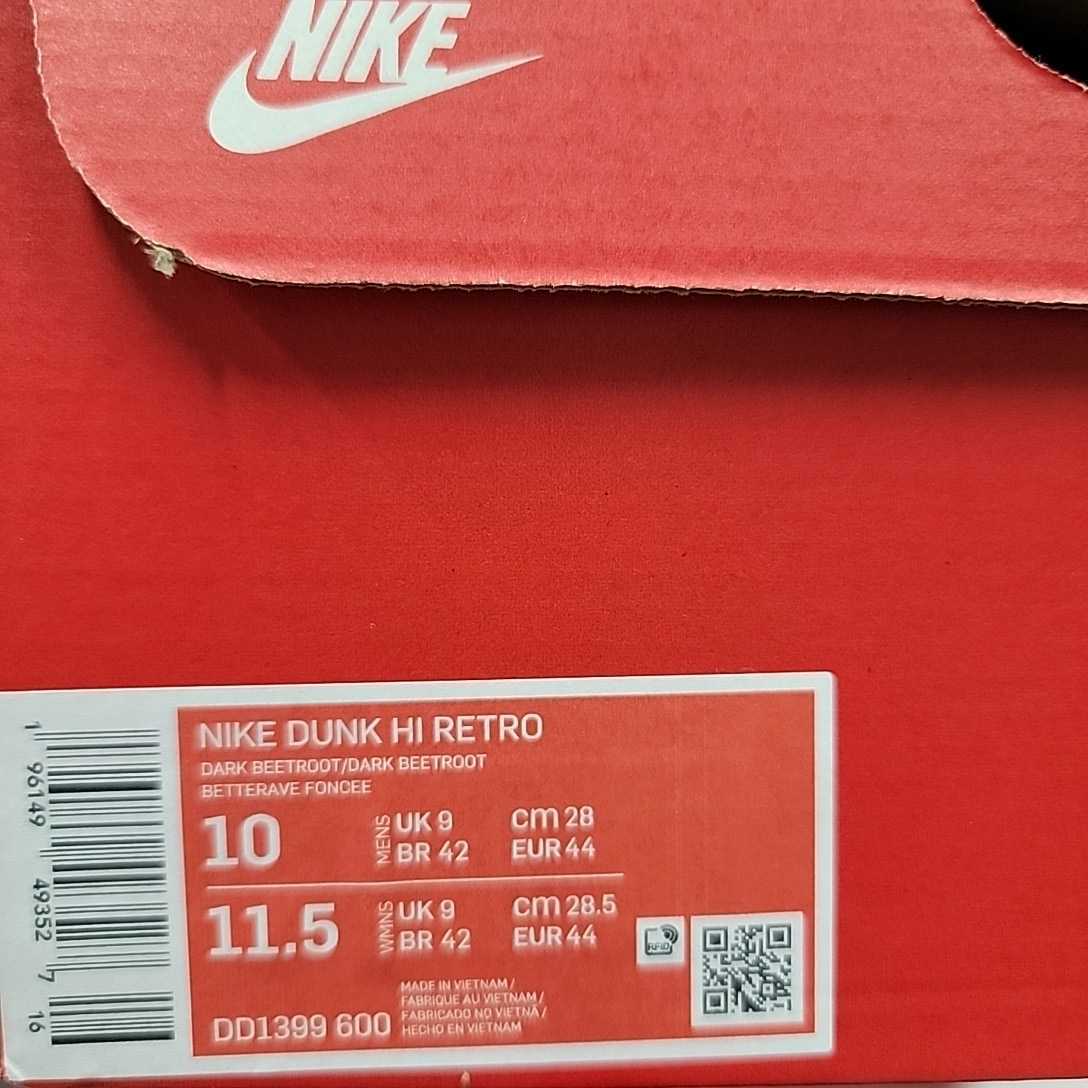 NIKE
NIKE DUNK HI RETRO
DARK BEETROOT/DARK BEETROOT
BETTERAVE FONCEE
10 MENS UK 9 cm 28
BR 42 EUR 44
11.5 WMNS UK 9 cm 28.5
BR 42 EUR 44
RFID
MADE IN VIETNAM /
FABRIQUE AU VIETNAM /
FABRICADO NO VIETNÃ /
HECHO EN VIETNAM
DD1399 600
1 96149 49352 7 16